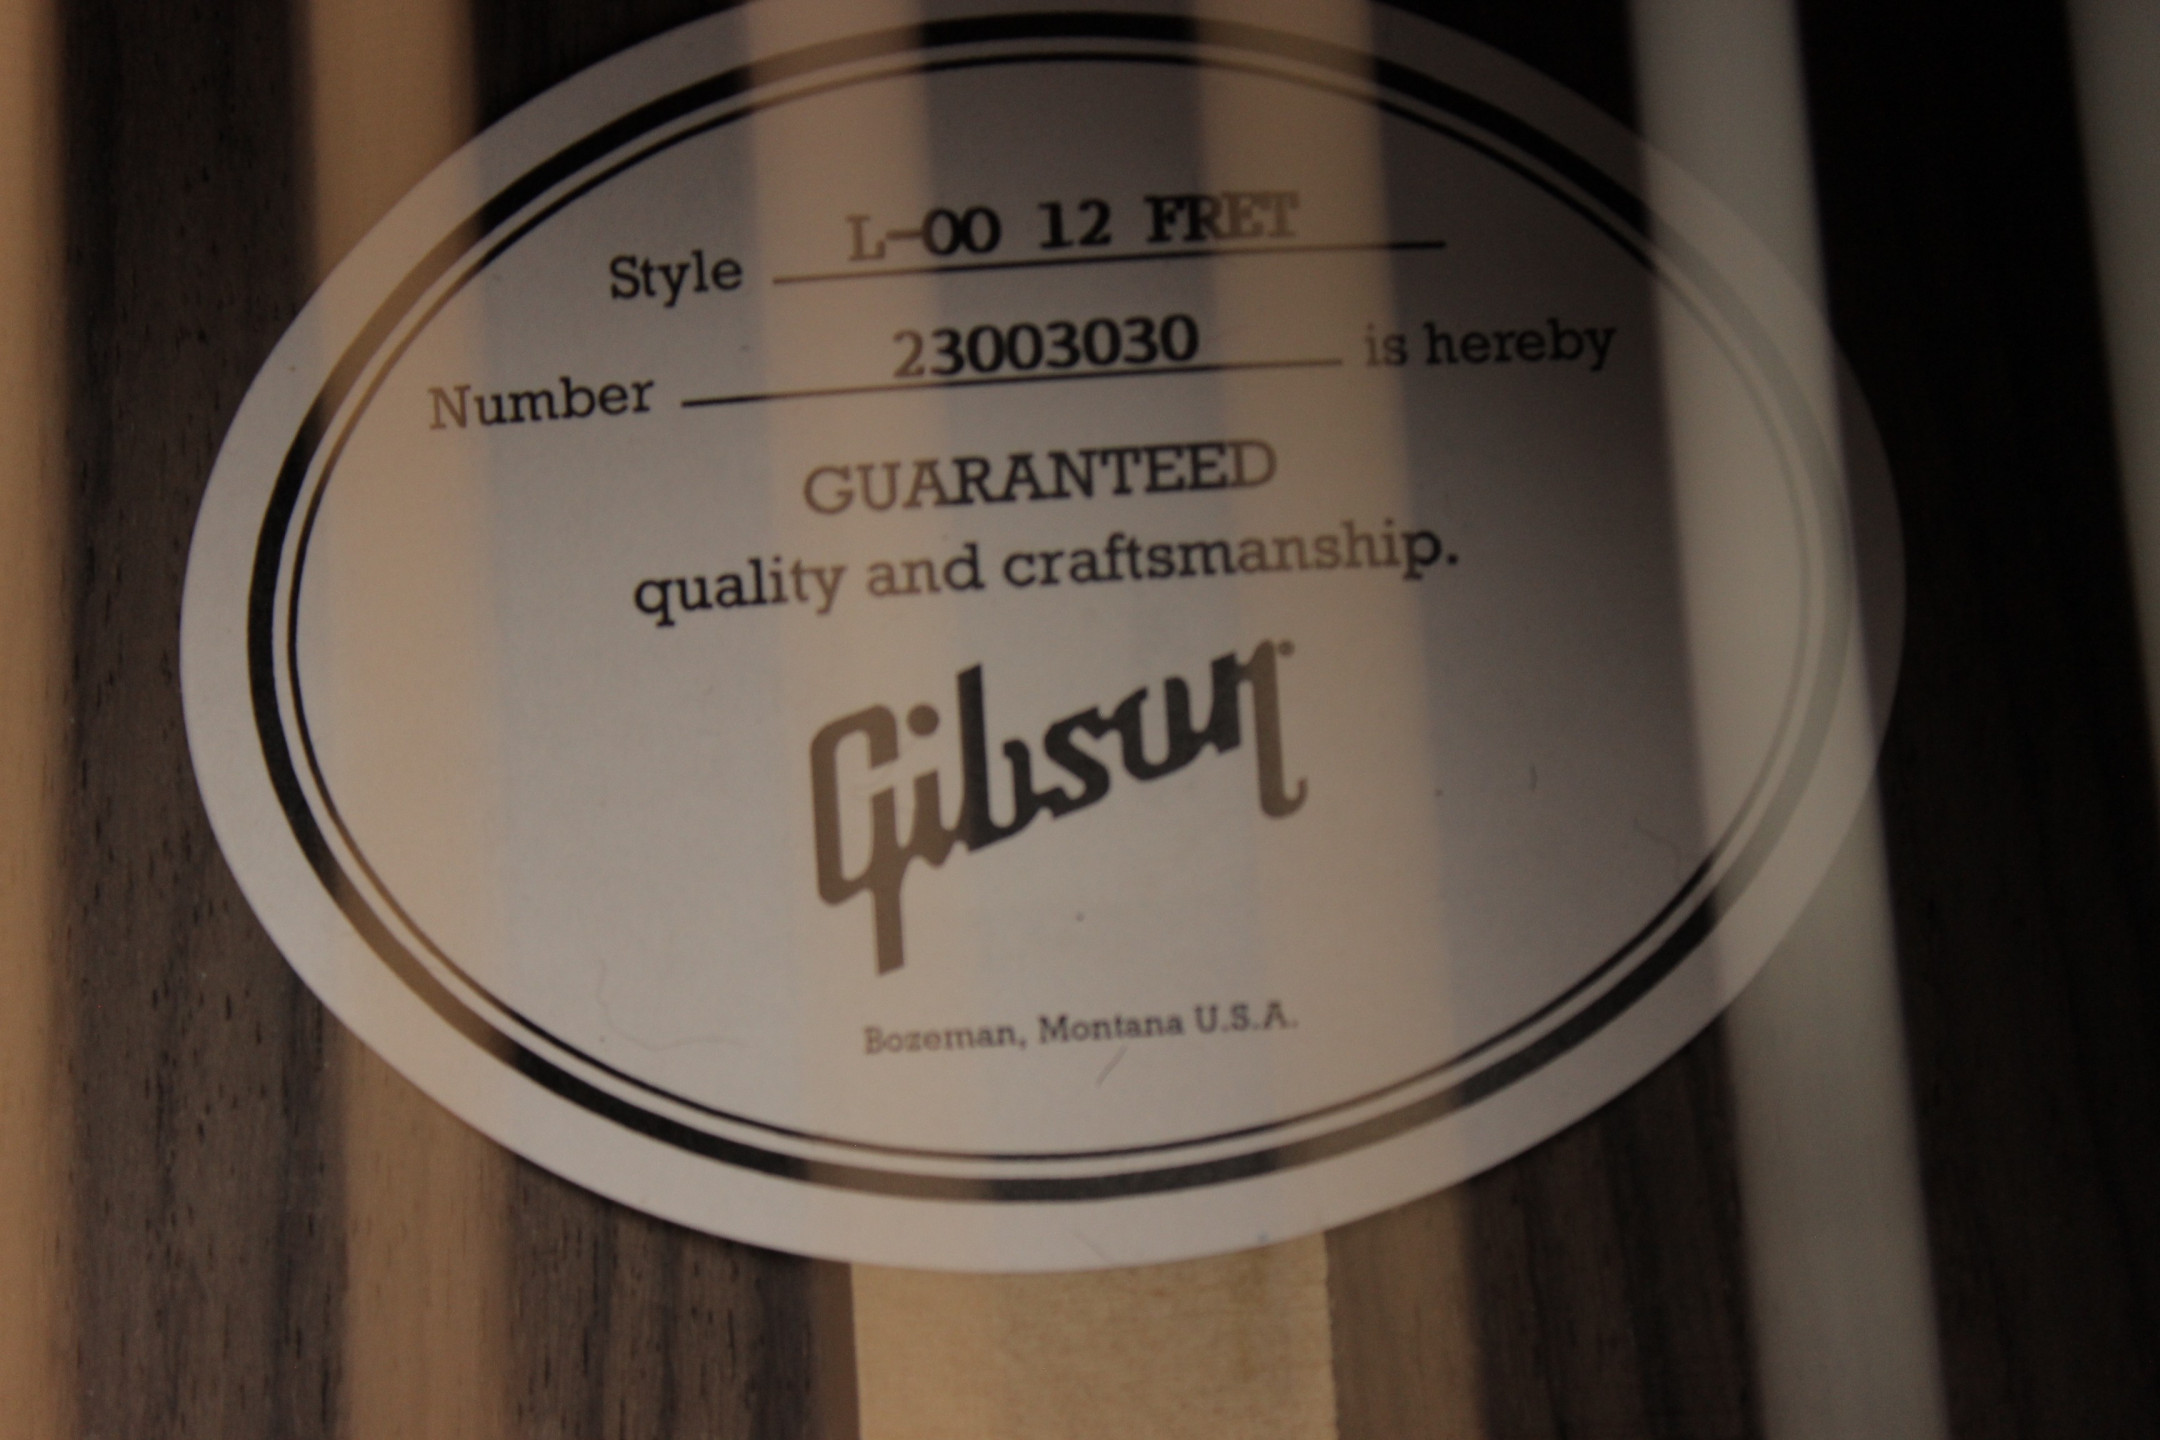 Style L-00 12 FRET
Number 23003030 is hereby
GUARANTEED
quality and craftsmanship.
Gibson
Bozeman, Montana U.S.A.